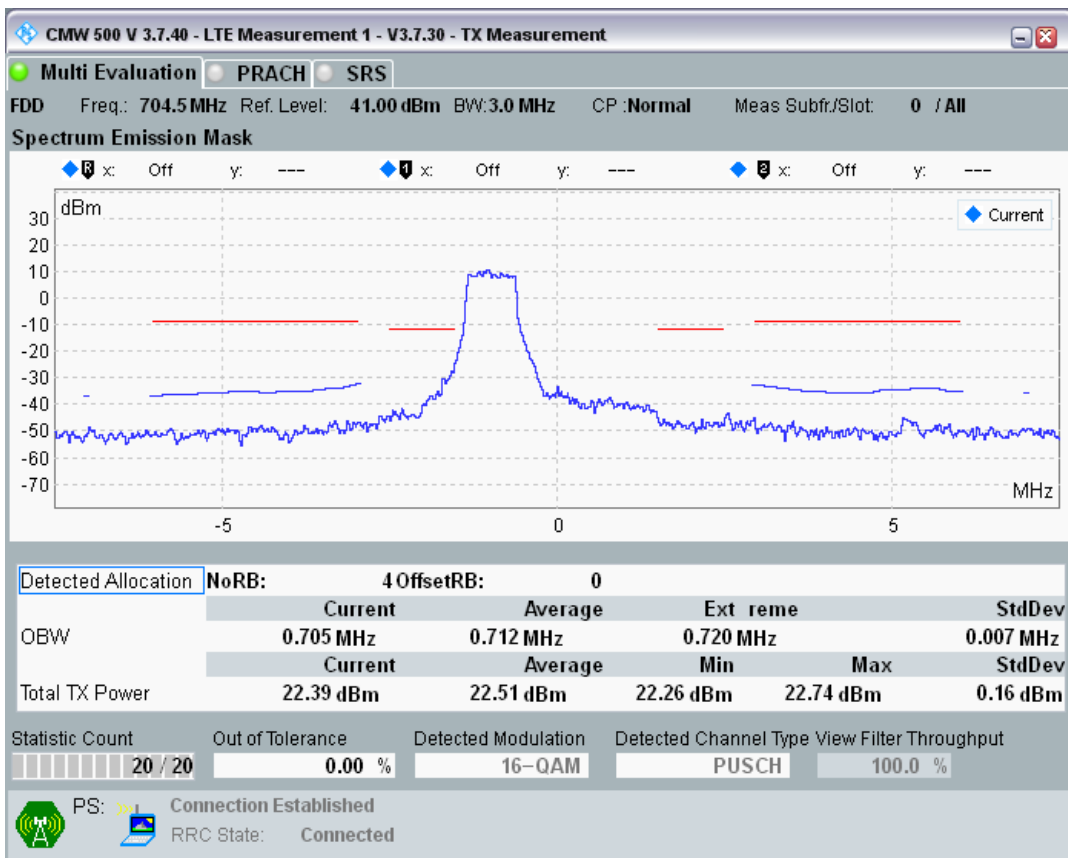 CMW 500 V 3.7.40 - LTE Measurement 1 - V3.7.30 - TX Measurement
Multi Evaluation PRACH SRS
FDD Freq.: 704.5 MHz Ref. Level: 41.00 dBm BW: 3.0 MHz CP : Normal Meas Subfr./Slot: 0 / All
Spectrum Emission Mask
R x: Off y: --- 1 x: Off y: --- 2 x: Off y: ---
dBm
Current
30
20
10
0
-10
-20
-30
-40
-50
-60
-70
MHz
-5 0 5
Detected Allocation NoRB: 4 OffsetRB: 0
Current Average Ext reme StdDev
OBW 0.705 MHz 0.712 MHz 0.720 MHz 0.007 MHz
Current Average Min Max StdDev
Total TX Power 22.39 dBm 22.51 dBm 22.26 dBm 22.74 dBm 0.16 dBm
Statistic Count Out of Tolerance Detected Modulation Detected Channel Type View Filter Throughput
20 / 20 0.00 % 16-QAM PUSCH 100.0 %
PS: Connection Established
RRC State: Connected